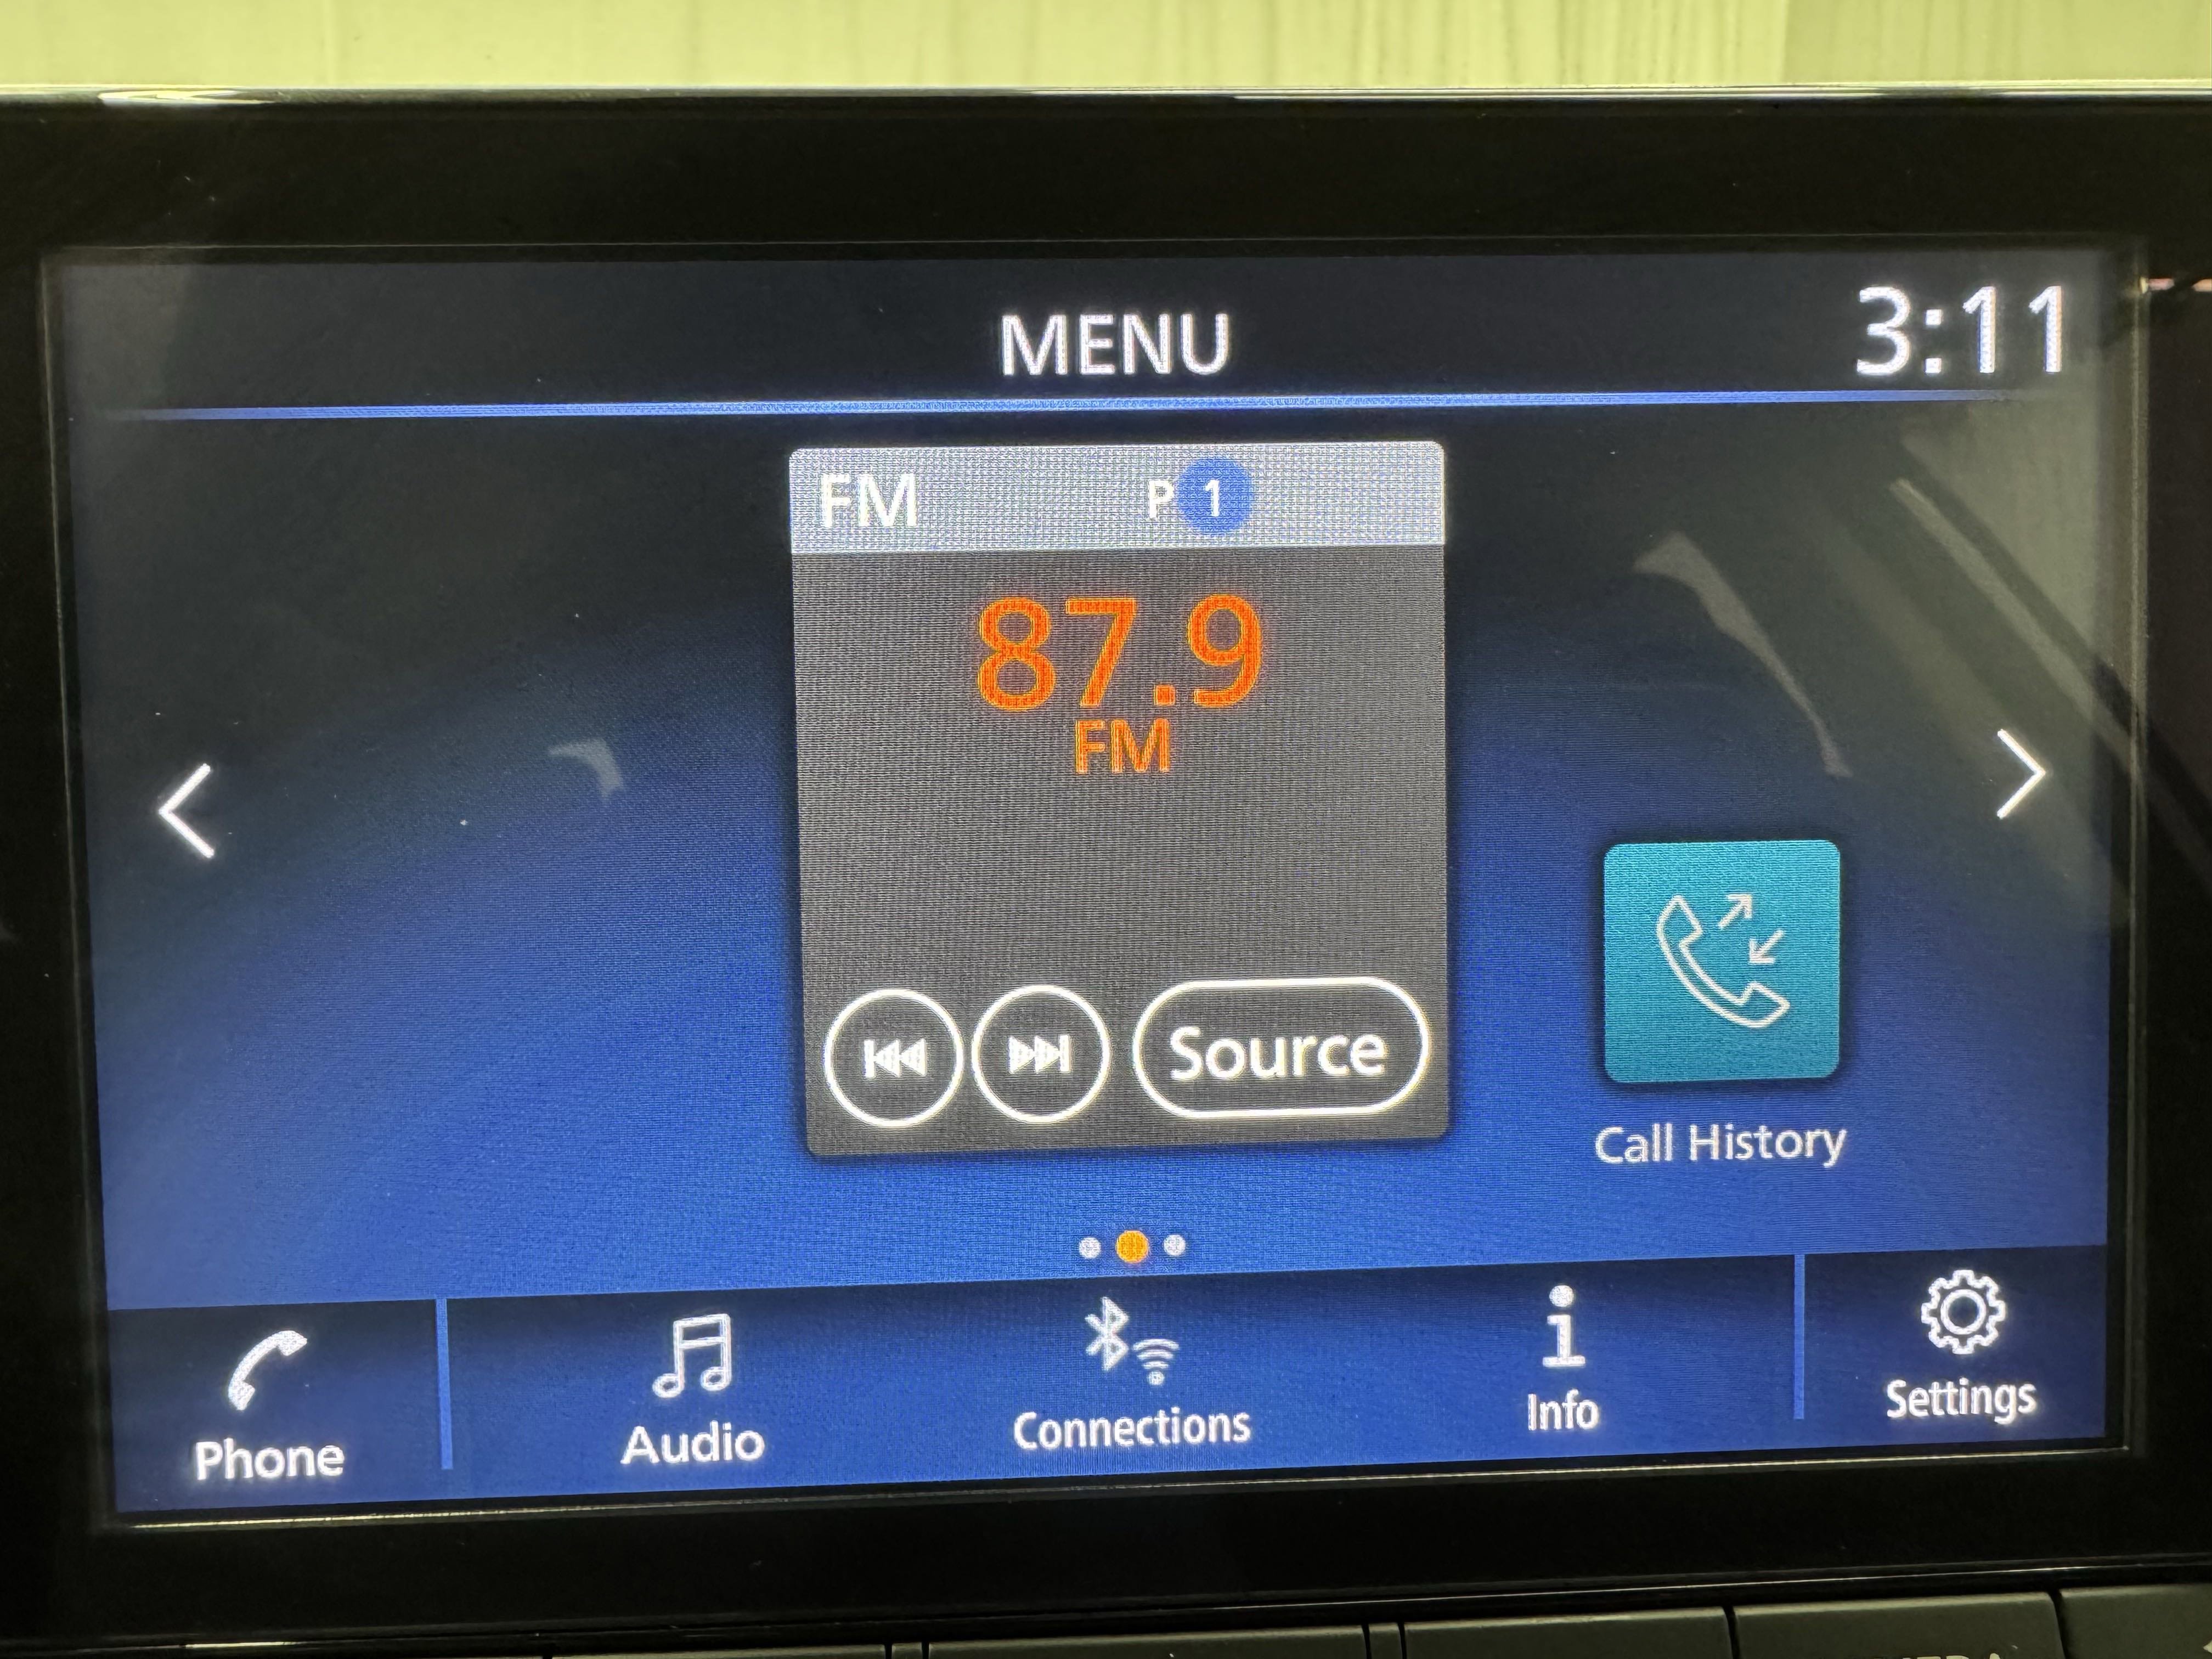 MENU
3:11
FM P 1
87.9
FM
Source
Call History
Phone
Audio
Connections
Info
Settings